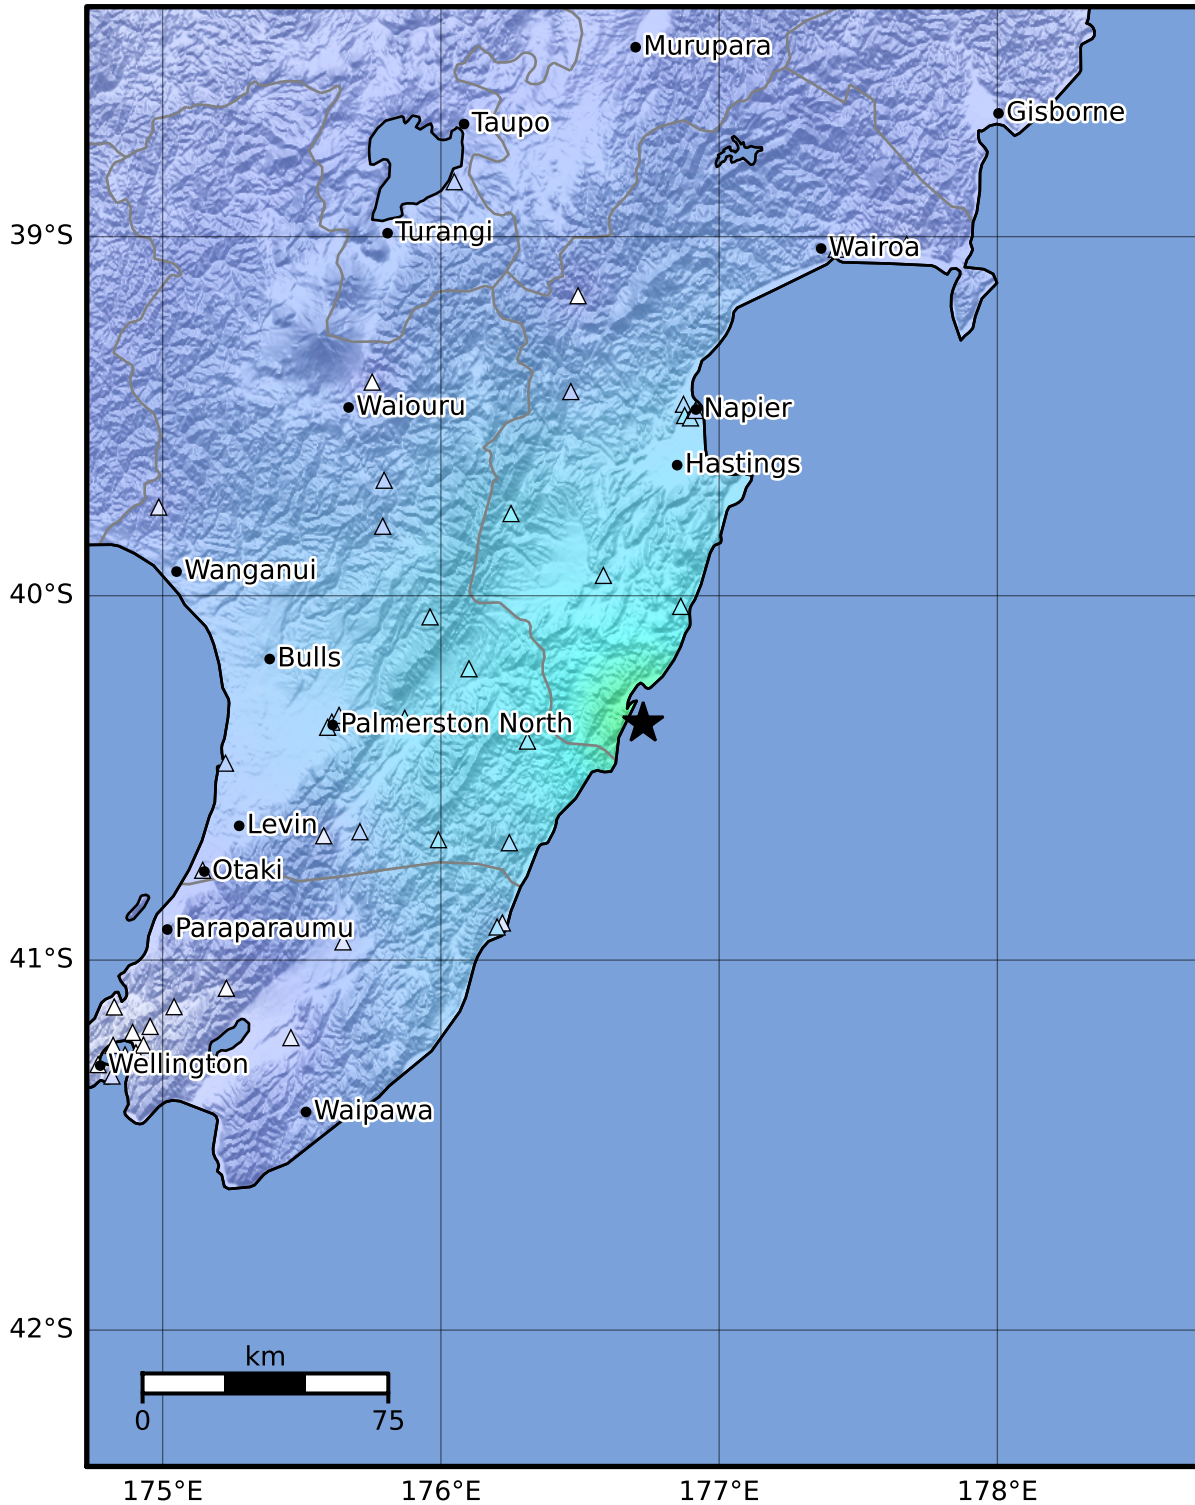 Murupara
Gisborne
Taupo
Turangi
39°S
Wairoa
Waiouru
Napier
Hastings
Wanganui
40°S
Bulls
Palmerston North
Levin
Otaki
Paraparaumu
41°S
Wellington
Waipawa
42°S
km
0
75
175°E
176°E
177°E
178°E